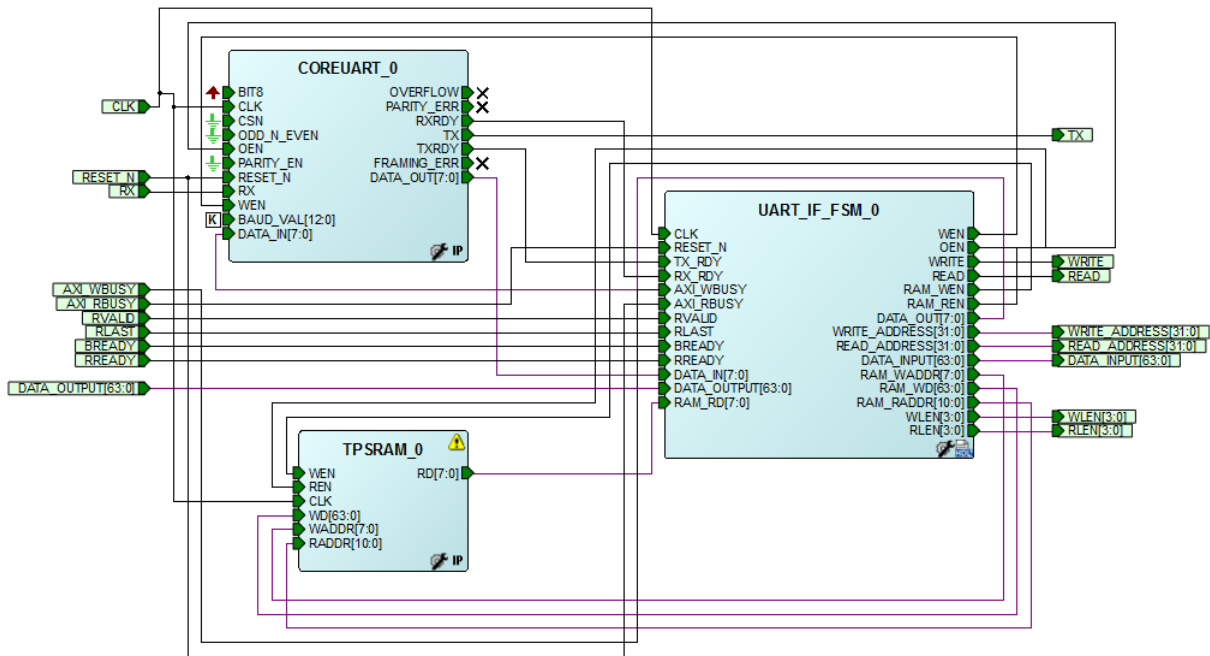 COREUART_0
BIT8
CLK
CSN
ODD_N_EVEN
OEN
PARITY_EN
RESET_N
RX
WEN
BAUD_VAL[12:0]
DATA_IN[7:0]
OVERFLOW
PARITY_ERR
RXRDY
TX
TXRDY
FRAMING_ERR
DATA_OUT[7:0]
K
IP
CLK
RESET_N
RX
AXI_WBUSY
AXI_RBUSY
RVALID
RLAST
BREADY
RREADY
DATA_OUTPUT[63:0]
UART_IF_FSM_0
CLK
RESET_N
TX_RDY
RX_RDY
AXI_WBUSY
AXI_RBUSY
RVALID
RLAST
BREADY
RREADY
DATA_IN[7:0]
DATA_OUTPUT[63:0]
RAM_RD[7:0]
WEN
OEN
WRITE
READ
RAM_WEN
RAM_REN
DATA_OUT[7:0]
WRITE_ADDRESS[31:0]
READ_ADDRESS[31:0]
DATA_INPUT[63:0]
RAM_WADDR[7:0]
RAM_WD[63:0]
RAM_RADDR[10:0]
WLEN[3:0]
RLEN[3:0]
HDL
TX
WRITE
READ
WRITE_ADDRESS[31:0]
READ_ADDRESS[31:0]
DATA_INPUT[63:0]
WLEN[3:0]
RLEN[3:0]
TPSRAM_0
WEN
REN
CLK
WD[63:0]
WADDR[7:0]
RADDR[10:0]
RD[7:0]
IP